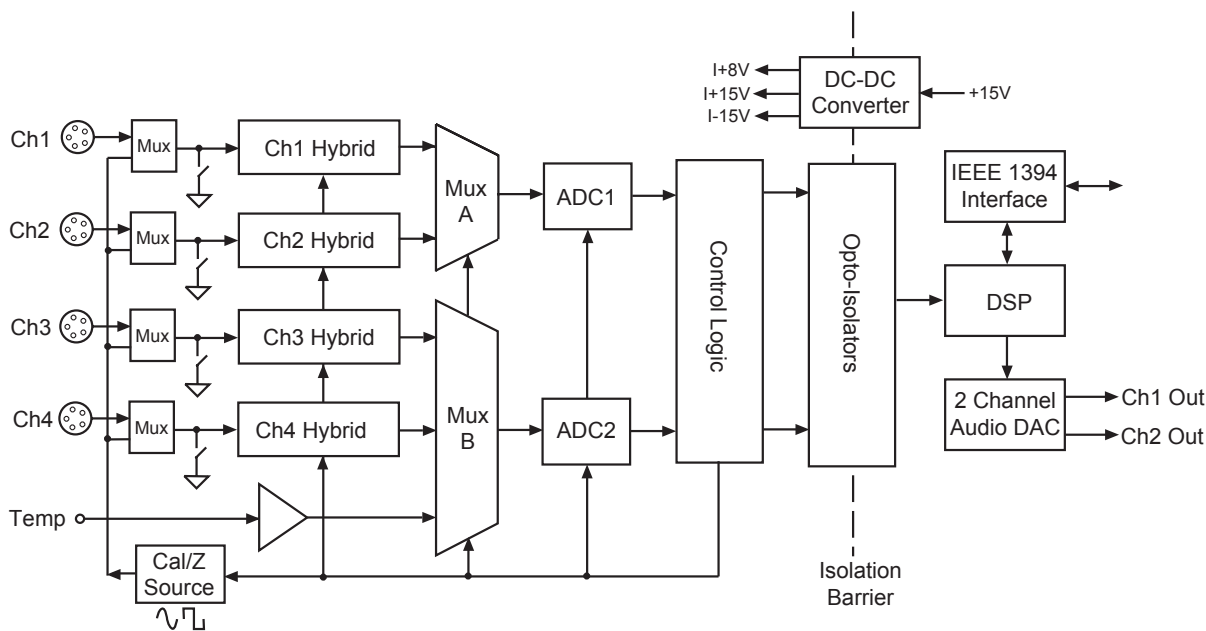 I+8V
I+15V
I-15V
DC-DC
Converter
+15V
Ch1
Mux
Ch1 Hybrid
Mux
A
ADC1
Control Logic
Opto-Isolators
IEEE 1394
Interface
Ch2
Mux
Ch2 Hybrid
DSP
Ch3
Mux
Ch3 Hybrid
Ch4
Mux
Ch4 Hybrid
Mux
B
ADC2
2 Channel
Audio DAC
Ch1 Out
Ch2 Out
Temp
Cal/Z
Source
Isolation
Barrier